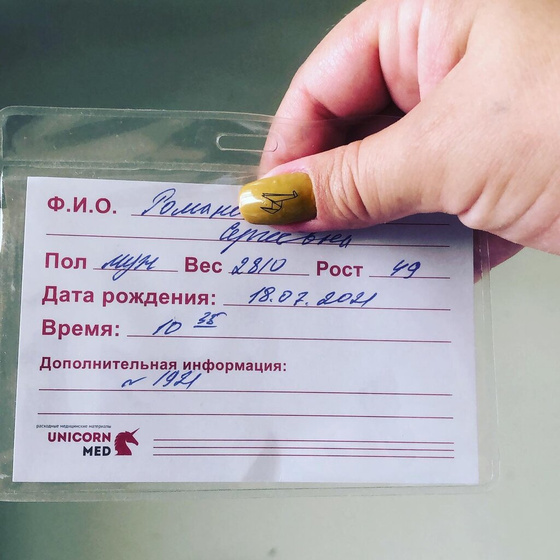 Ф.И.О. Романо
Пол муж Вес 2810 Рост 49
Дата рождения: 18.07.2021
Время: 10 35
Дополнительная информация:
~ 1921
расходные медицинские материалы
UNICORN
MED